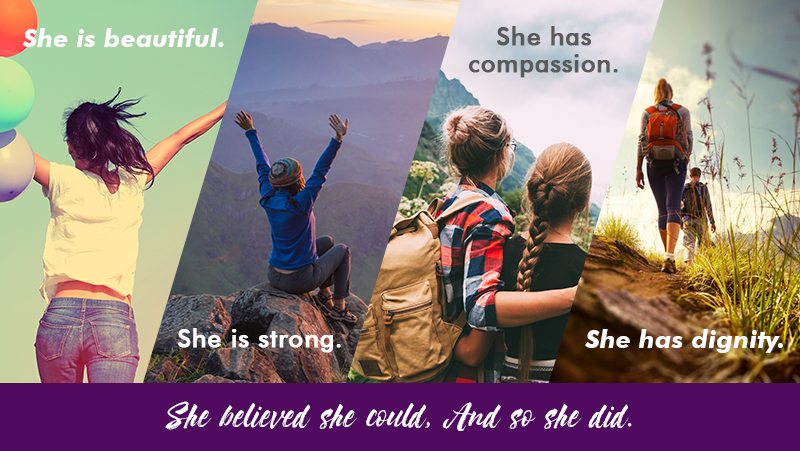 She is beautiful.
She is strong.
She has
compassion.
She has dignity.
She believed she could, And so she did.